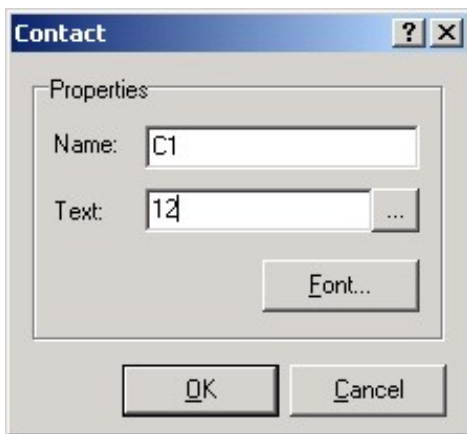 Contact
Properties
Name: C1
Text: 12 ...
Font...
OK Cancel